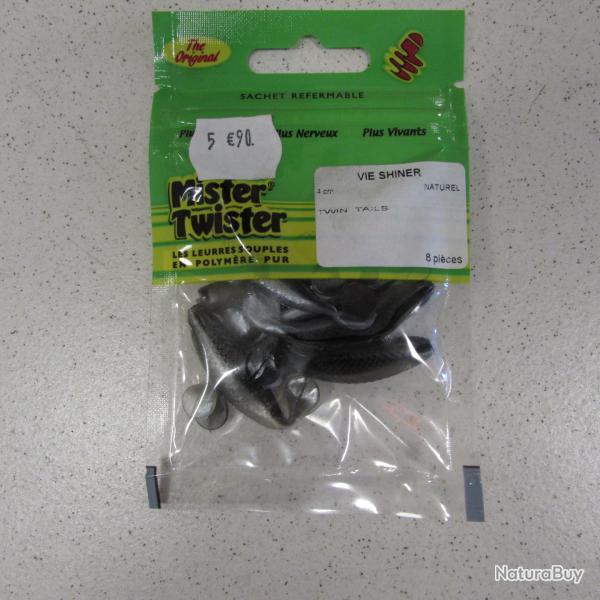 The
Original
SACHET REFERMABLE
Plus Nerveux
Plus Vivants
5 €90.
VIE SHINER
4 cm
NATUREL
TWIN TAILS
8 pièces
Mister
Twister
LES LEURRES SOUPLES
EN POLYMÈRE PUR
NaturaBuy